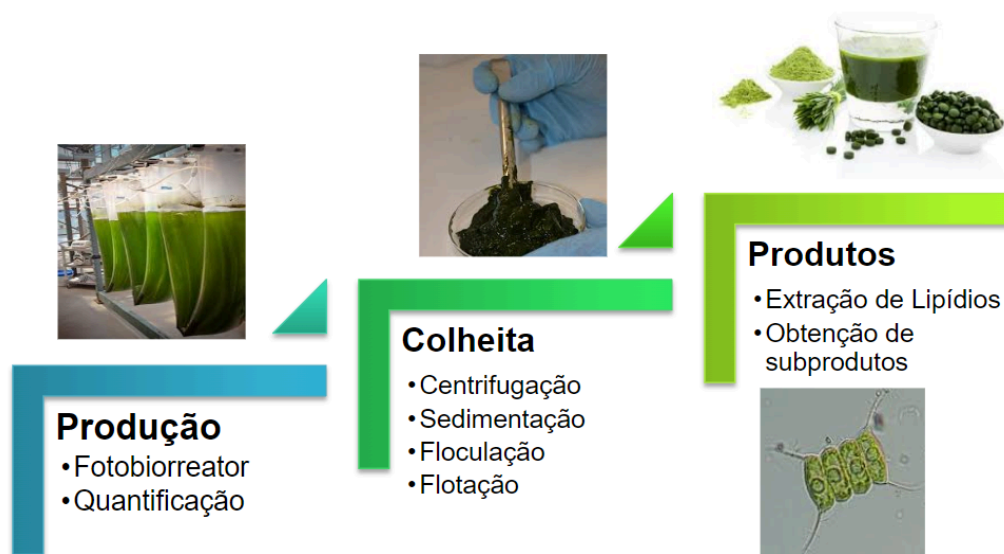 Produção
•Fotobiorreator
•Quantificação
Colheita
•Centrifugação
•Sedimentação
•Floculação
•Flotação
Produtos
•Extração de Lipídios
•Obtenção de
subprodutos